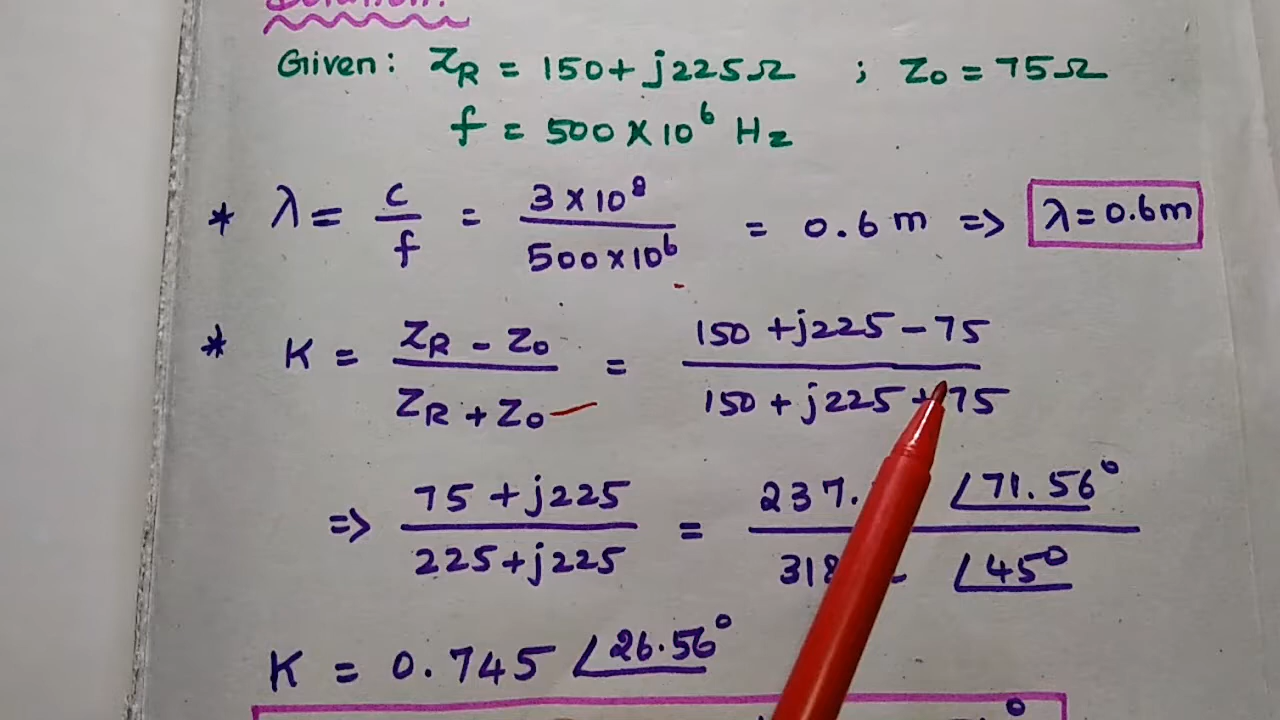 Solution:
Given: Z_R = 150 + j225Ω ; Z₀ = 75Ω
f = 500 × 10⁶ Hz
* λ = c/f = 3 × 10⁸ / 500 × 10⁶ = 0.6 m => λ = 0.6m
* K = Z_R - Z₀ / Z_R + Z₀ = 150 + j225 - 75 / 150 + j225 + 75
=> 75 + j225 / 225 + j225 = 237. ∠71.56° / 318 ∠45°
K = 0.745 ∠26.56°